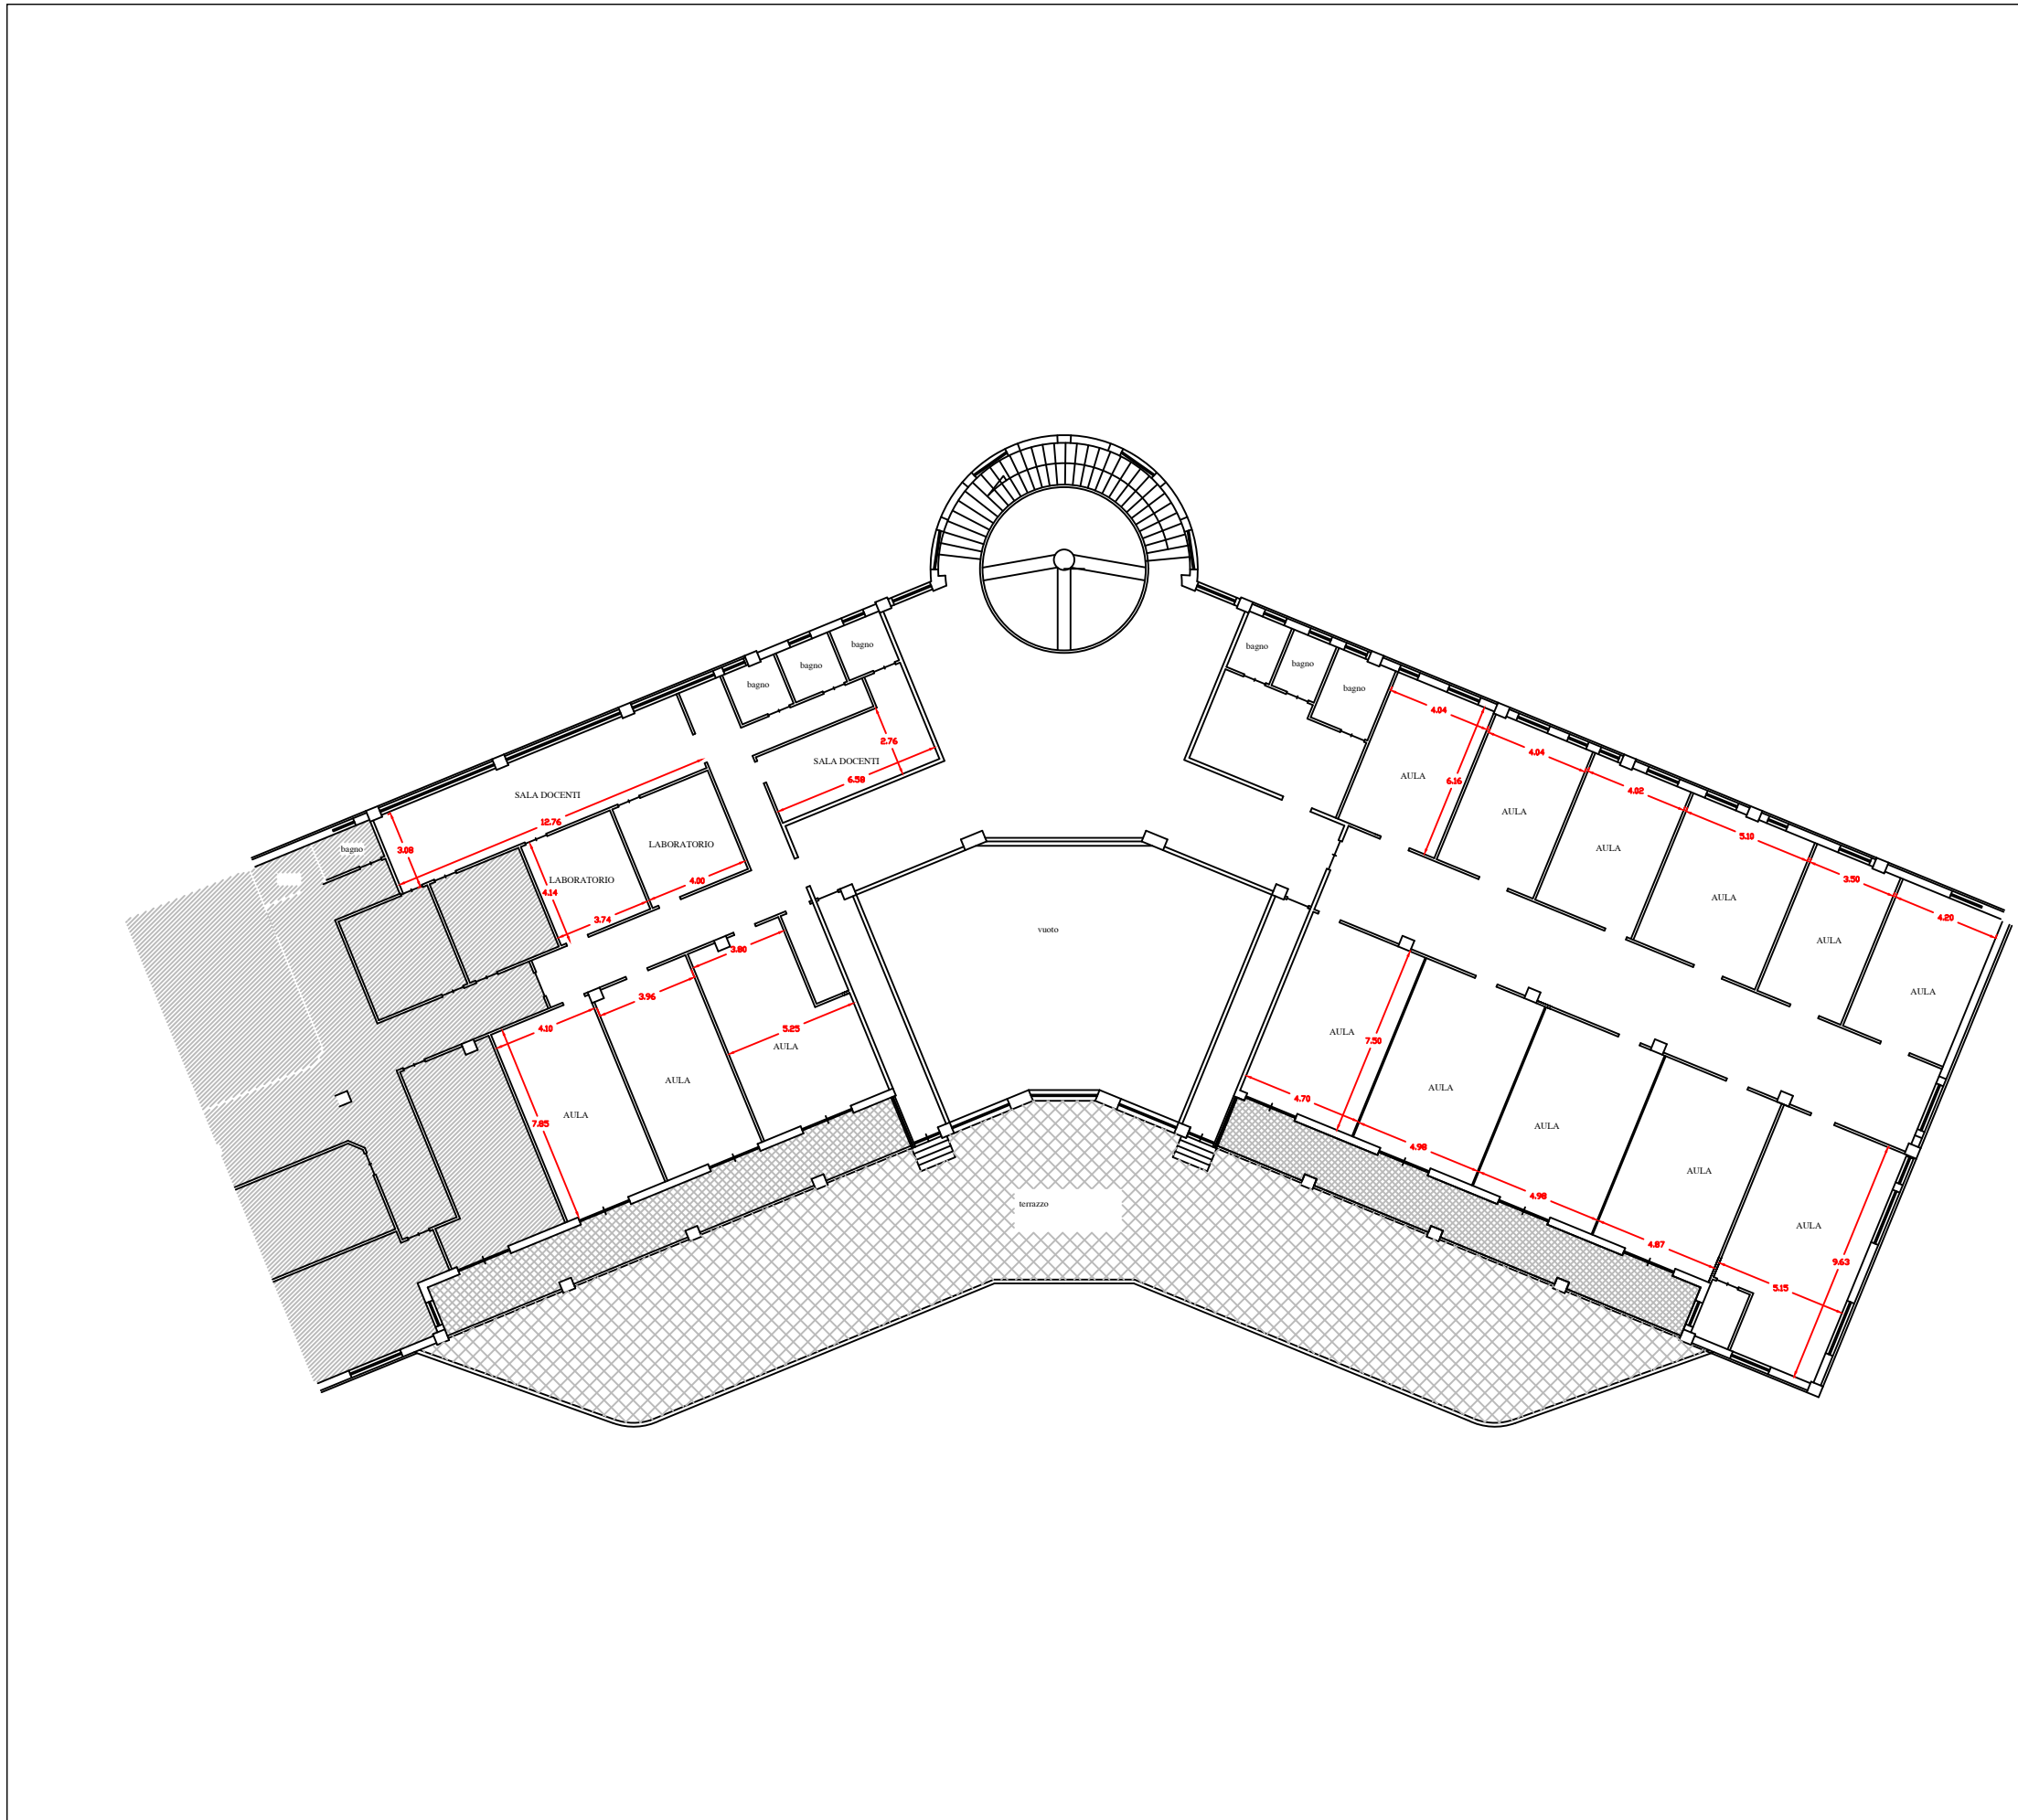 bagno
bagno
bagno
bagno
bagno
bagno
4.04
2.76
4.04
SALA DOCENTI
6.58
AULA
6.16
4.02
SALA DOCENTI
12.76
AULA
5.10
LABORATORIO
bagno
3.08
AULA
3.50
LABORATORIO
4.14
4.00
AULA
4.20
3.74
vuoto
AULA
3.80
AULA
3.96
4.10
5.25
AULA
AULA
7.50
AULA
AULA
AULA
7.85
4.70
AULA
4.98
AULA
4.98
terrazzo
AULA
4.87
9.63
5.15